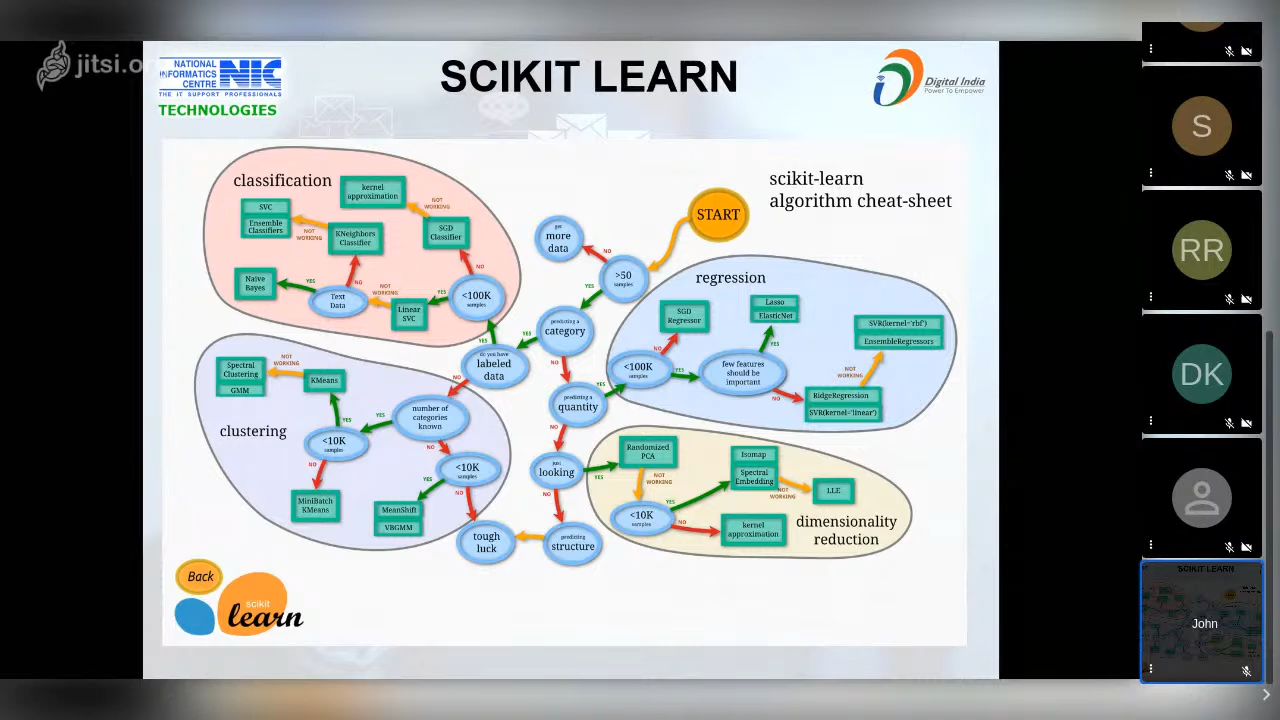 jitsi.or
NATIONAL
INFORMATICS
CENTRE
NIC
THE IT SUPPORT PROFESSIONALS
TECHNOLOGIES
SCIKIT LEARN
Digital India
Power To Empower
scikit-learn
algorithm cheat-sheet
START
get
more
data
NO
>50
samples
YES
predicting a
category
YES
NO
do you have
labeled
data
YES
NO
predicting a
quantity
YES
NO
just
looking
YES
NO
predicting
structure
tough
luck
classification
kernel
approximation
NOT
WORKING
SVC
Ensemble
Classifiers
NOT
WORKING
KNeighbors
Classifier
SGD
Classifier
NO
Naive
Bayes
YES
Text
Data
NO
NOT
WORKING
Linear
SVC
YES
<100K
samples
regression
SGD
Regressor
NO
<100K
samples
YES
Lasso
ElasticNet
YES
few features
should be
important
NO
SVR(kernel='rbf')
EnsembleRegressors
NOT
WORKING
RidgeRegression
SVR(kernel='linear')
clustering
Spectral
Clustering
GMM
NOT
WORKING
KMeans
YES
<10K
samples
NO
MiniBatch
KMeans
YES
number of
categories
known
NO
<10K
samples
YES
NO
MeanShift
VBGMM
Randomized
PCA
NOT
WORKING
<10K
samples
YES
NO
Isomap
Spectral
Embedding
NOT
WORKING
LLE
kernel
approximation
dimensionality
reduction
Back
scikit
learn
S
RR
DK
SCIKIT LEARN
John